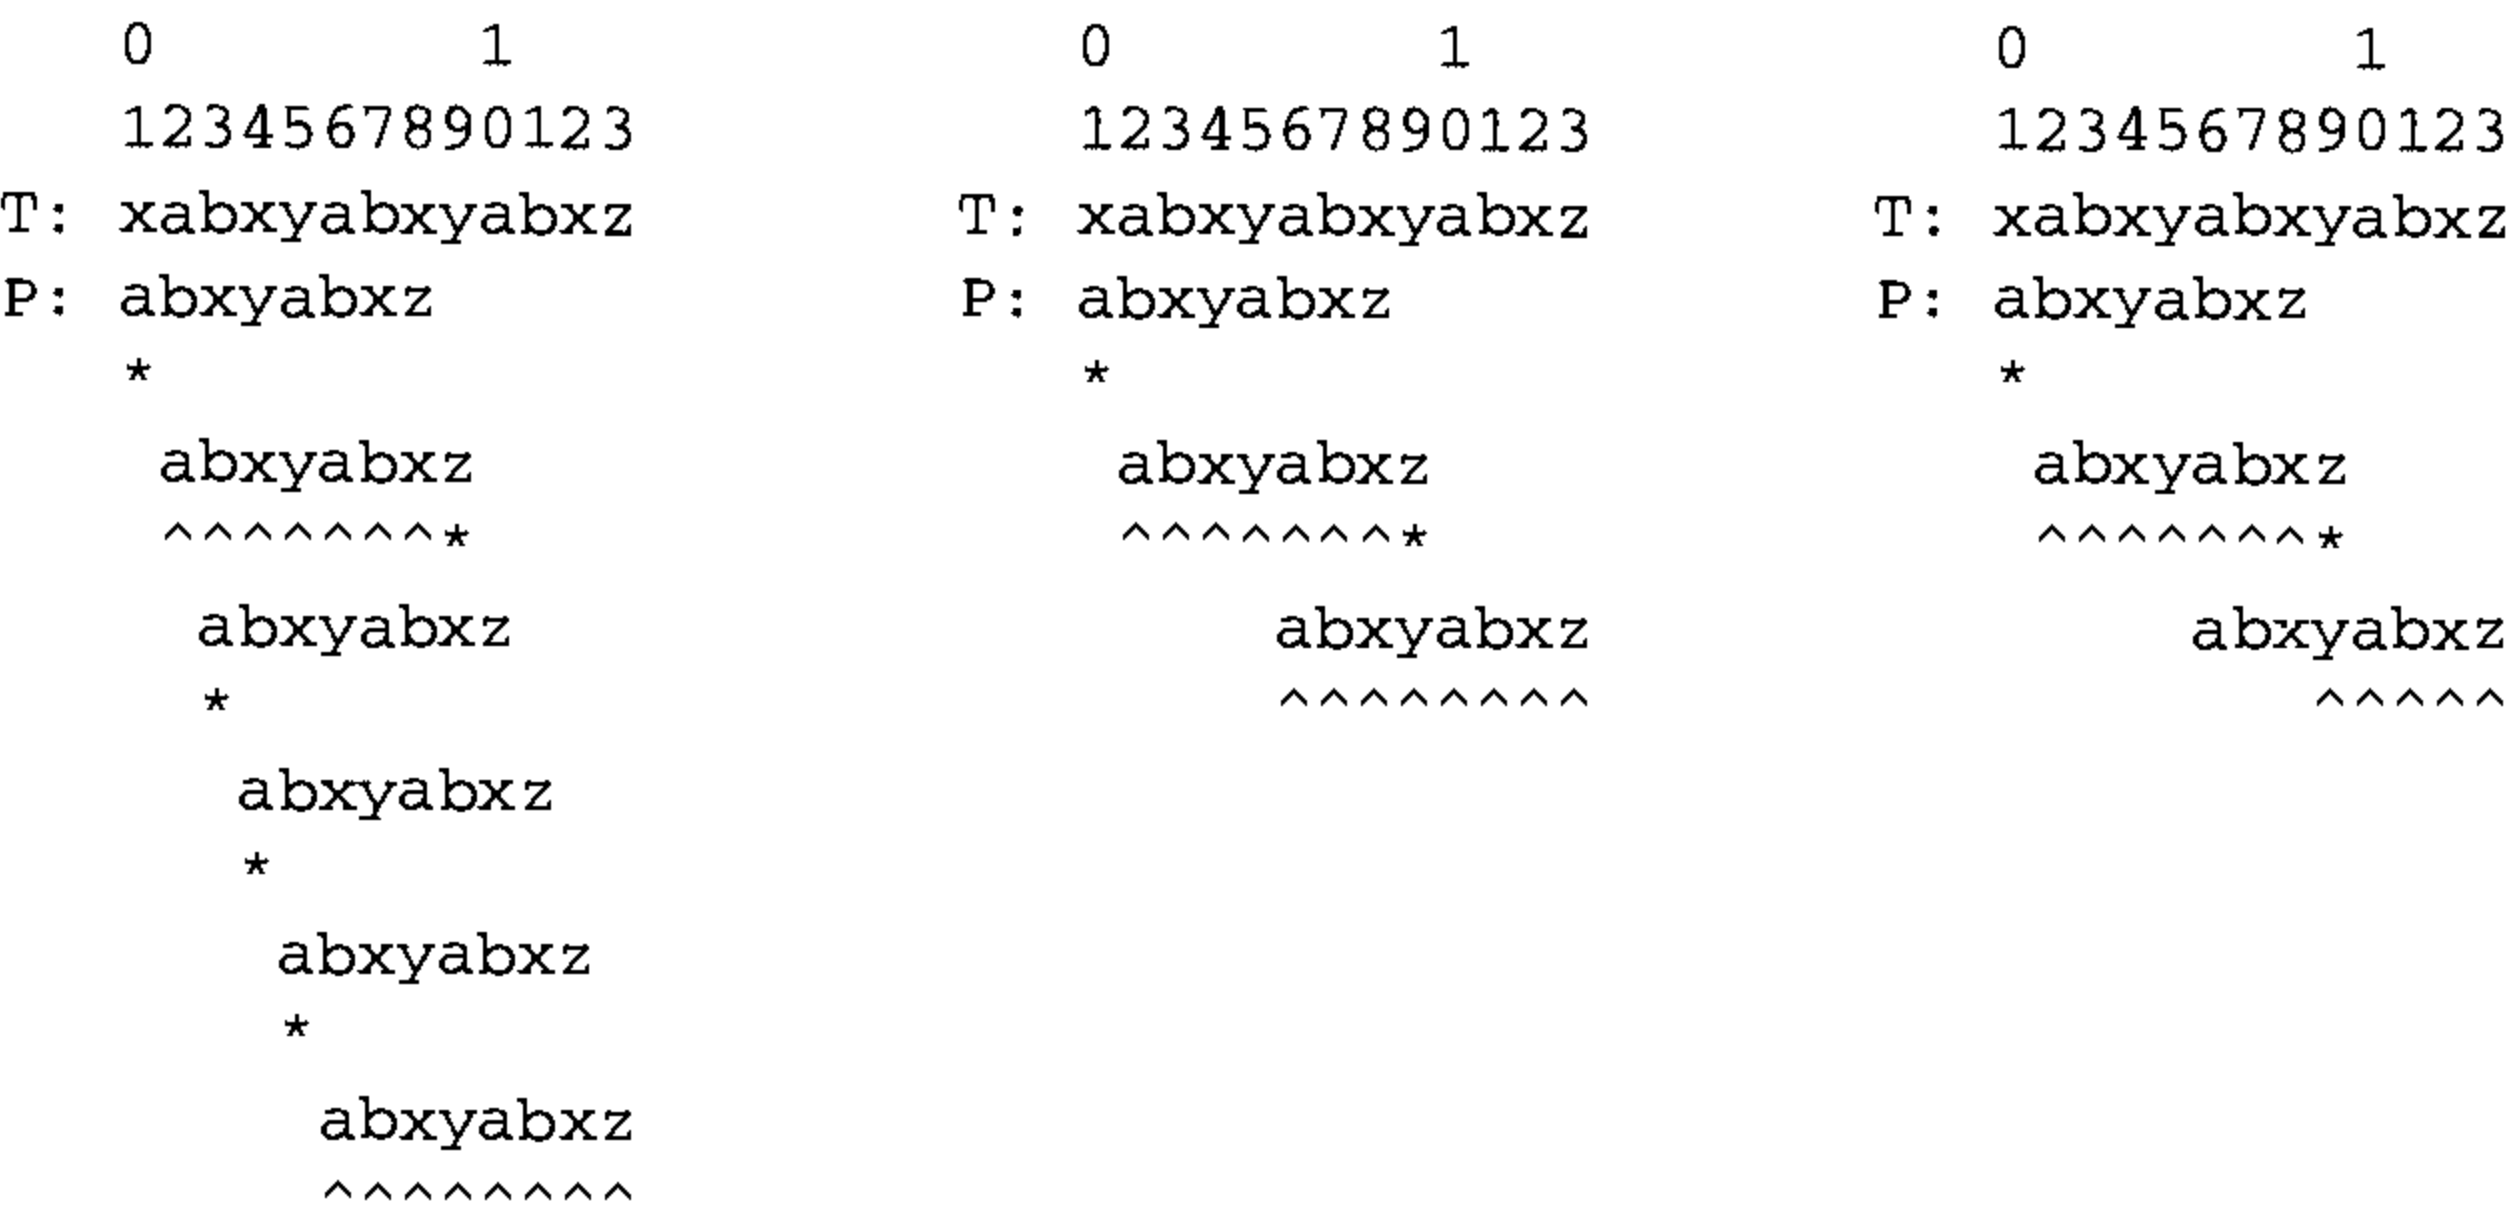 0        1           0        1           0        1
1234567890123        1234567890123        1234567890123
T: xabxyabxyabxz     T: xabxyabxyabxz     T: xabxyabxyabxz
P: abxyabxz          P: abxyabxz          P: abxyabxz
*                    *                    *
abxyabxz             abxyabxz             abxyabxz
^^^^^^^*             ^^^^^^^*             ^^^^^^^*
abxyabxz             abxyabxz             abxyabxz
*                    ^^^^^^^^             ^^^^^
abxyabxz
*
abxyabxz
*
abxyabxz
^^^^^^^^